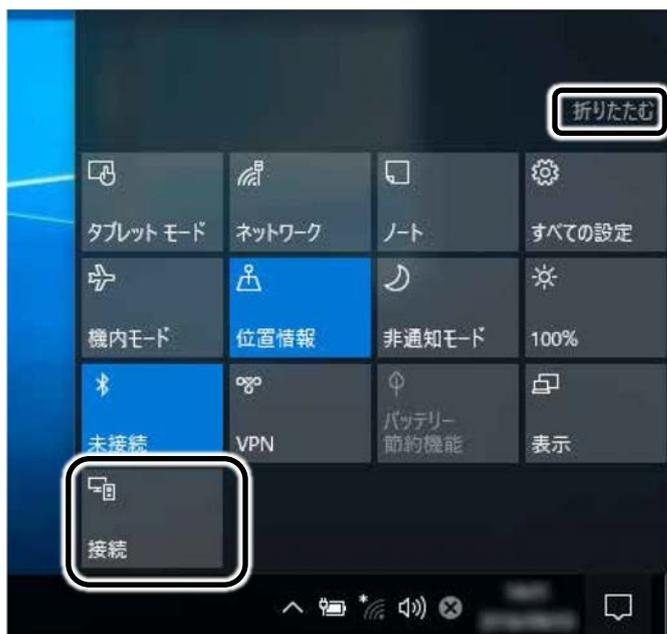 折りたたむ
タブレット モード
ネットワーク
ノート
すべての設定
機内モード
位置情報
非通知モード
100%
未接続
VPN
バッテリー
節約機能
表示
接続